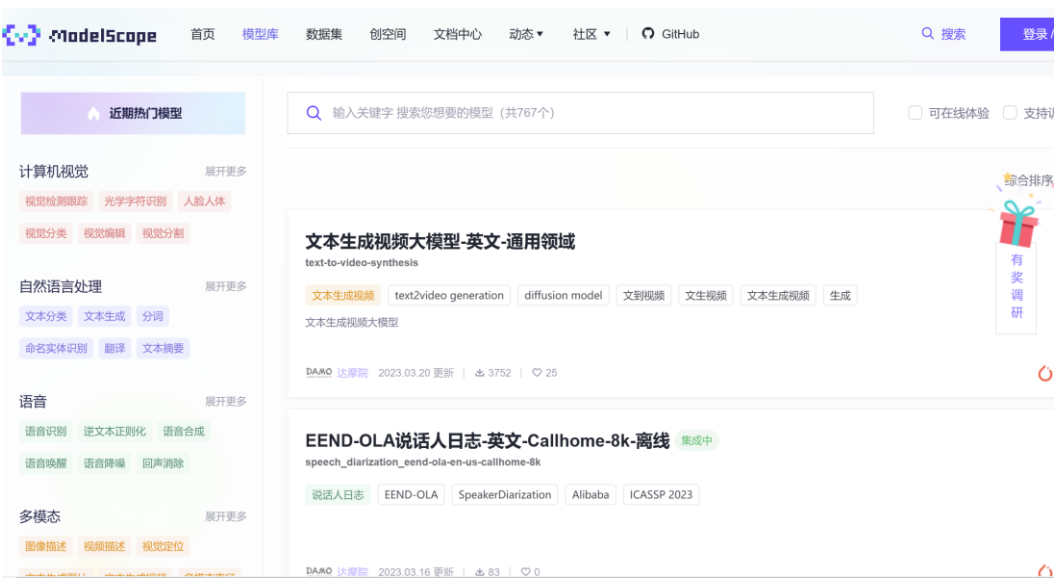 ModelScope 首页 模型库 数据集 创空间 文档中心 动态 社区 GitHub 搜索 登录 /
近期热门模型
输入关键字 搜索您想要的模型（共767个）
可在线体验 支持
计算机视觉 展开更多
视觉检测跟踪 光学字符识别 人脸人体
视觉分类 视觉编辑 视觉分割
自然语言处理 展开更多
文本分类 文本生成 分词
命名实体识别 翻译 文本摘要
语音 展开更多
语音识别 逆文本正则化 语音合成
语音唤醒 语音降噪 回声消除
多模态 展开更多
图像描述 视频描述 视觉定位
综合排序
有
奖
调
研
文本生成视频大模型-英文-通用领域
text-to-video-synthesis
文本生成视频 text2video generation diffusion model 文到视频 文生视频 文本生成视频 生成
文本生成视频大模型
DAMO 达摩院 2023.03.20 更新 3752 25
EEND-OLA说话人日志-英文-Callhome-8k-离线 集成中
speech_diarization_eend-ola-en-us-callhome-8k
说话人日志 EEND-OLA SpeakerDiarization Alibaba ICASSP 2023
DAMO 达摩院 2023.03.16 更新 83 0